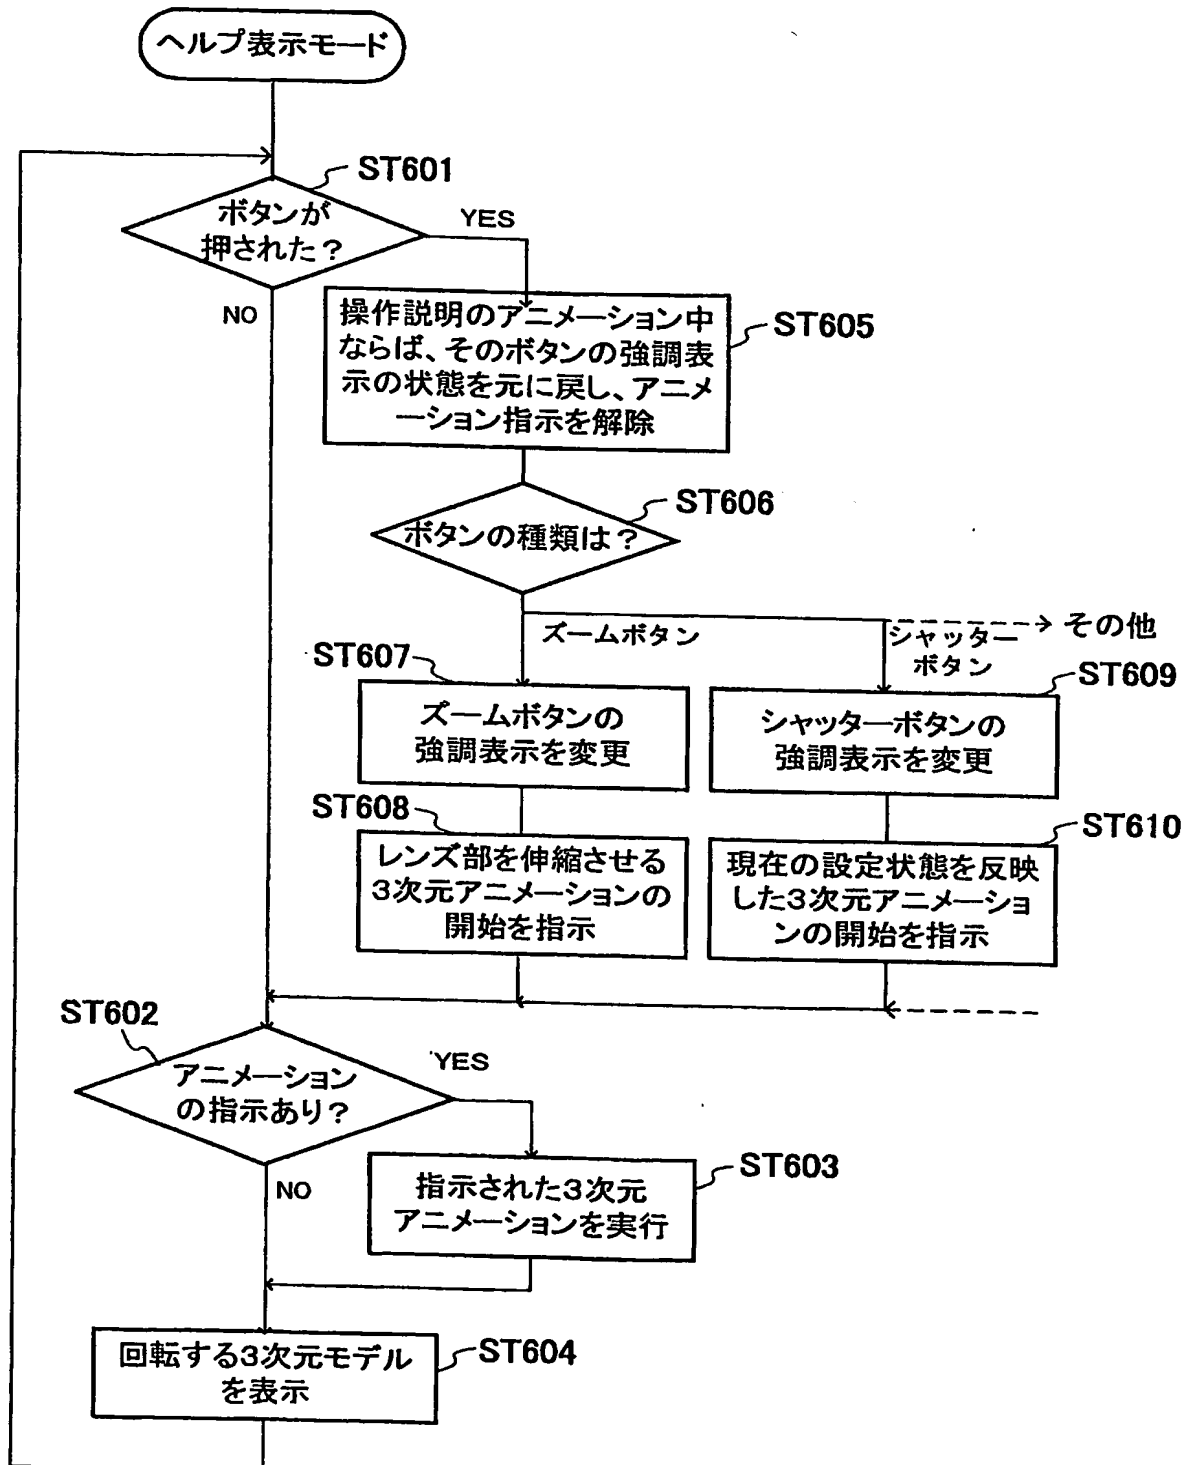 ヘルプ表示モード
ST601
ボタンが
押された？
YES
NO
操作説明のアニメーション中
ならば、そのボタンの強調表
示の状態を元に戻し、アニメ
ーション指示を解除
ST605
ST606
ボタンの種類は？
ズームボタン
シャッター
ボタン
その他
ST607
ズームボタンの
強調表示を変更
ST609
シャッターボタンの
強調表示を変更
ST608
レンズ部を伸縮させる
３次元アニメーションの
開始を指示
ST610
現在の設定状態を反映
した３次元アニメーショ
ンの開始を指示
ST602
アニメーション
の指示あり？
YES
NO
ST603
指示された３次元
アニメーションを実行
回転する３次元モデル
を表示
ST604